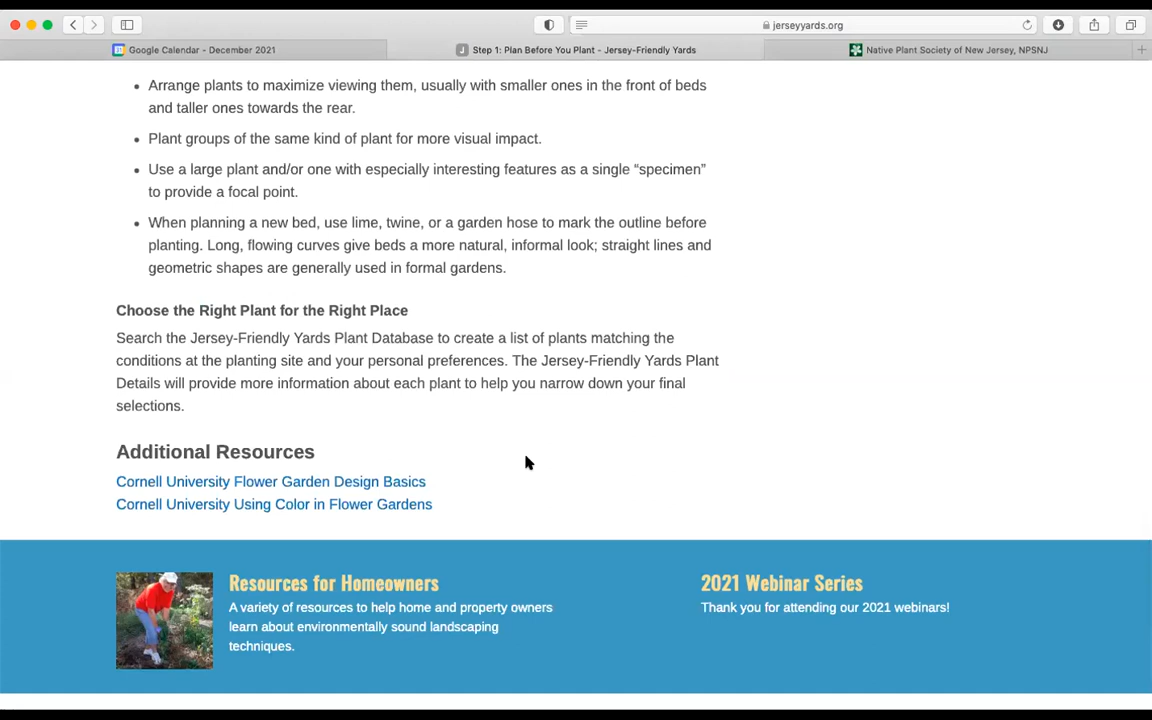 jerseyyards.org
Google Calendar - December 2021
Step 1: Plan Before You Plant - Jersey-Friendly Yards
Native Plant Society of New Jersey, NPSNJ
• Arrange plants to maximize viewing them, usually with smaller ones in the front of beds
and taller ones towards the rear.
• Plant groups of the same kind of plant for more visual impact.
• Use a large plant and/or one with especially interesting features as a single “specimen”
to provide a focal point.
• When planning a new bed, use lime, twine, or a garden hose to mark the outline before
planting. Long, flowing curves give beds a more natural, informal look; straight lines and
geometric shapes are generally used in formal gardens.
Choose the Right Plant for the Right Place
Search the Jersey-Friendly Yards Plant Database to create a list of plants matching the
conditions at the planting site and your personal preferences. The Jersey-Friendly Yards Plant
Details will provide more information about each plant to help you narrow down your final
selections.
Additional Resources
Cornell University Flower Garden Design Basics
Cornell University Using Color in Flower Gardens
Resources for Homeowners
A variety of resources to help home and property owners
learn about environmentally sound landscaping
techniques.
2021 Webinar Series
Thank you for attending our 2021 webinars!